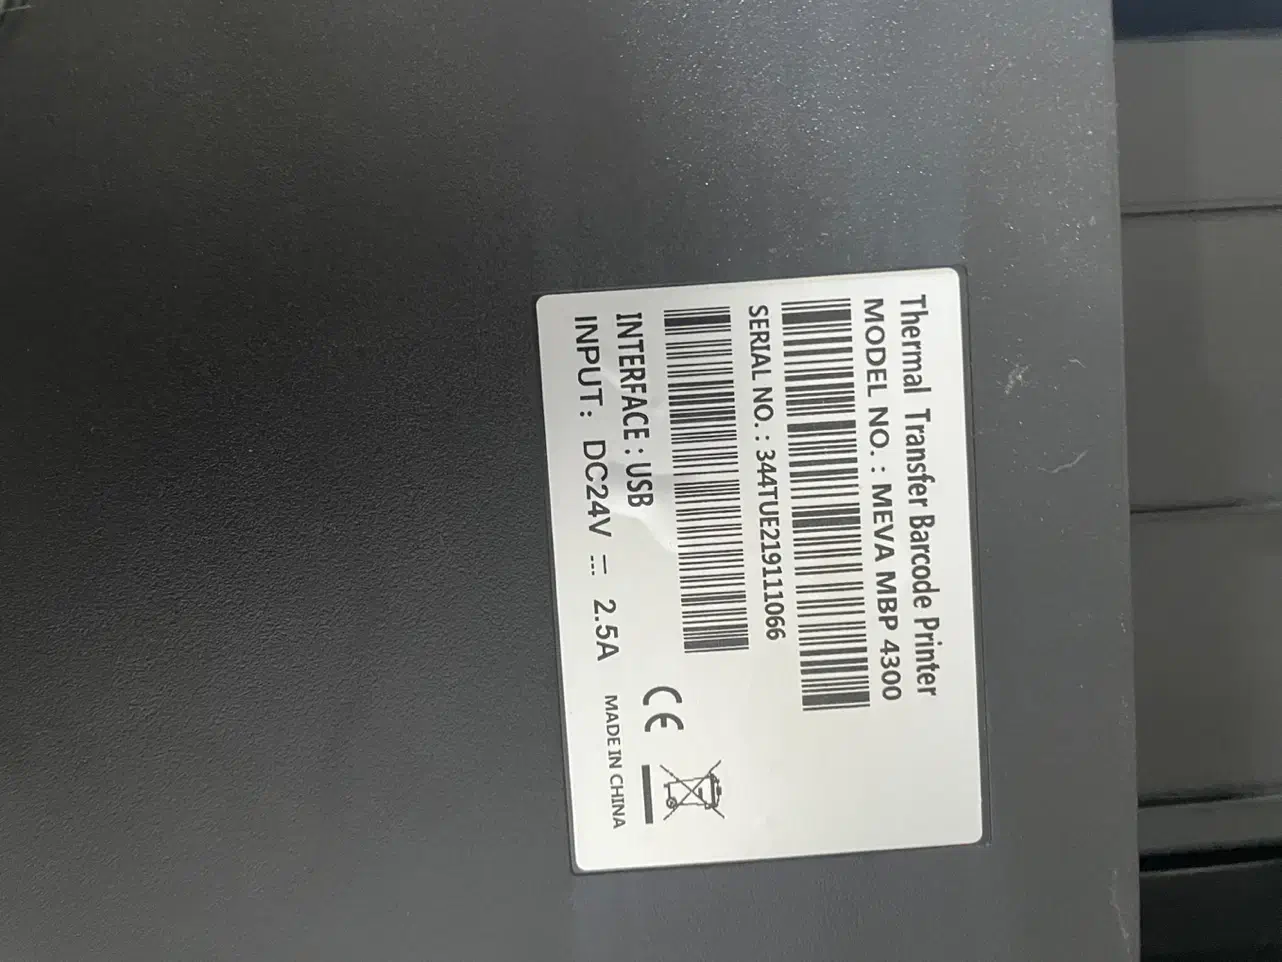 Thermal Transfer Barcode Printer
MODEL NO. : MEVA MBP 4300
SERIAL NO. : 344TUE219111066
INTERFACE : USB
INPUT: DC24V ⎓ 2.5A
CE
MADE IN CHINA